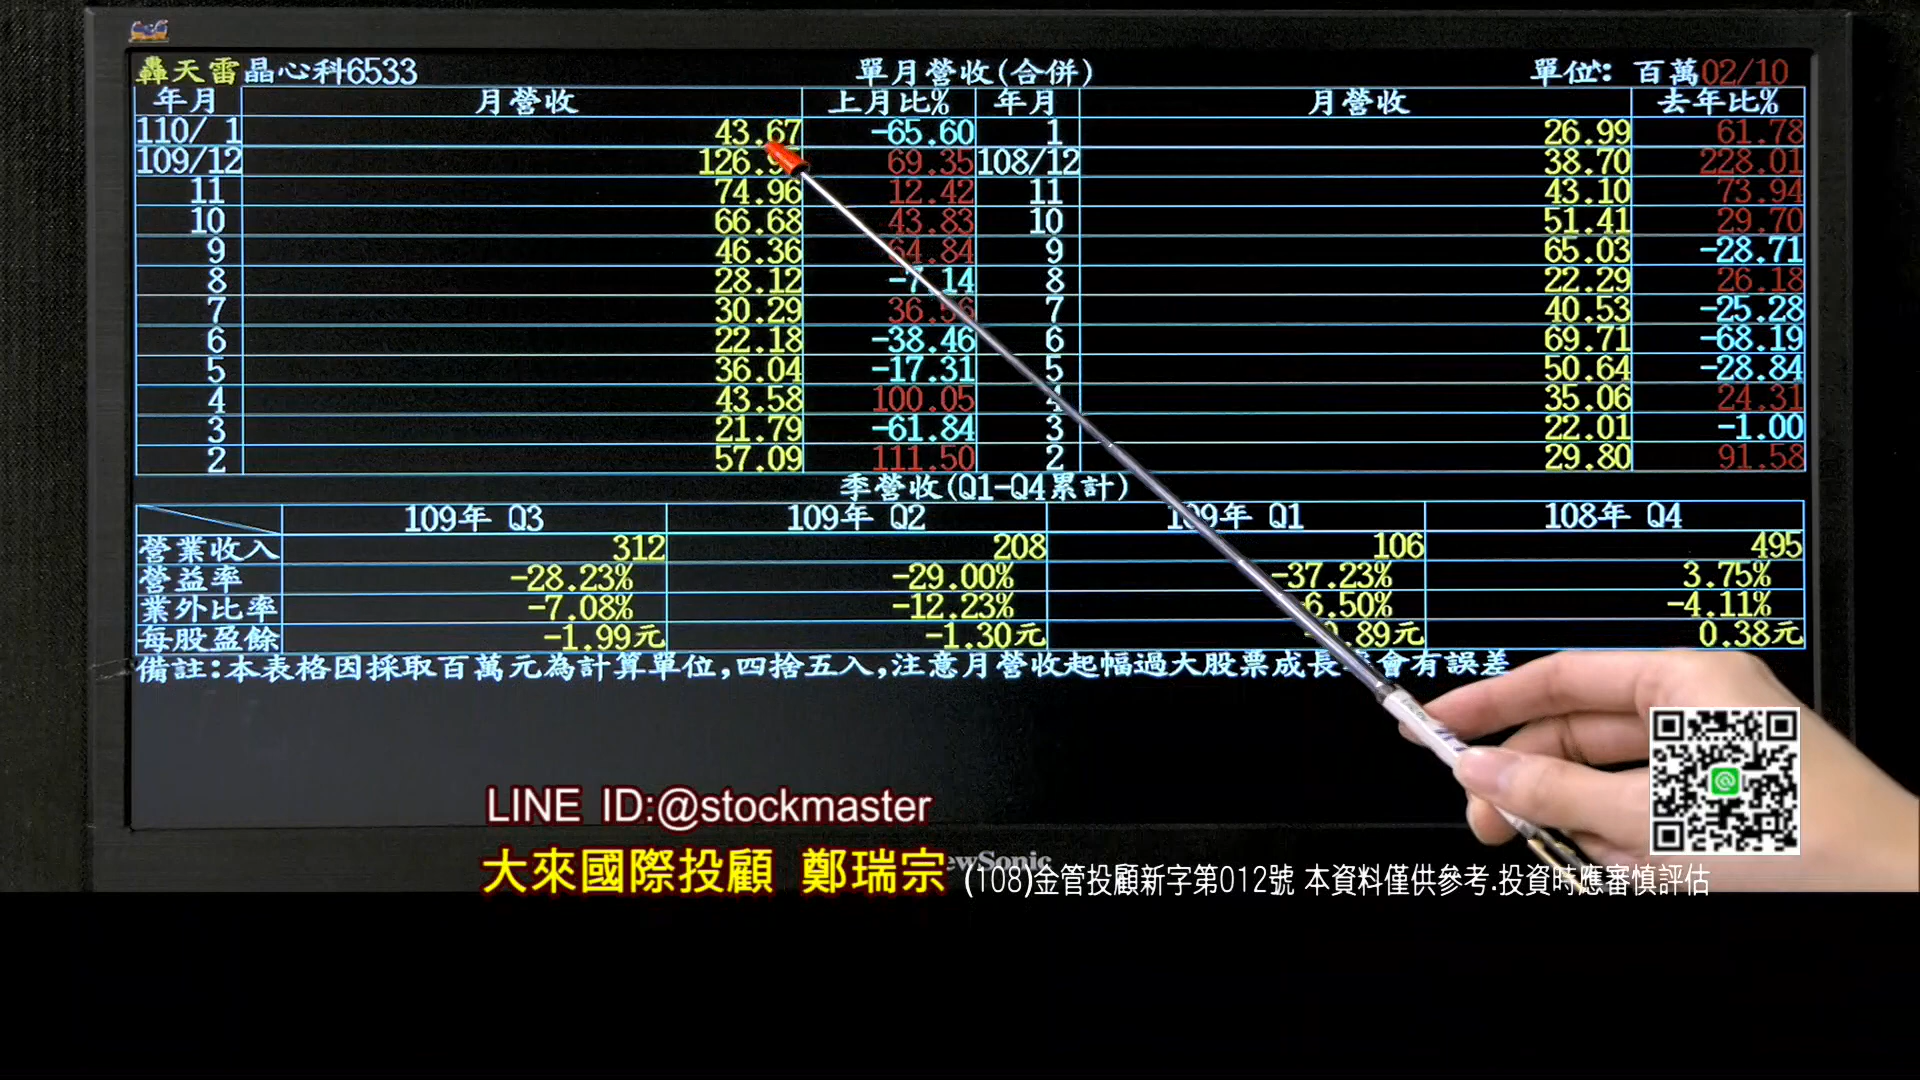 轟天雷晶心科6533 單月營收(合併) 單位: 百萬02/10
年月 月營收 上月比% 年月 月營收 去年比%
110/ 1 43.67 -65.60 1 26.99 61.78
109/12 69.35 108/12 38.70 228.01
11 74.96 12.42 11 43.10 73.94
10 66.68 43.83 10 51.41 29.70
9 46.36 64.84 9 65.03 -28.71
8 28.12 -7.14 8 22.29 26.18
7 30.29 7 40.53 -25.28
6 22.18 -38.46 6 69.71 -68.19
5 36.04 -17.31 5 50.64 -28.84
4 43.58 100.05 4 35.06 24.31
3 21.79 -61.84 3 22.01 -1.00
2 57.09 111.50 2 29.80 91.58
季營收(Q1-Q4累計)
109年 Q3 109年 Q2 109年 Q1 108年 Q4
營業收入 312 208 106 495
營益率 -28.23% -29.00% -37.23% 3.75%
業外比率 -7.08% -12.23% -6.50% -4.11%
每股盈餘 -1.99元 -1.30元 0.38元
備註:本表格因採取百萬元為計算單位,四捨五入,注意月營收起幅過大股票成長率會有誤差
LINE ID:@stockmaster
大來國際投顧 鄭瑞宗 (108)金管投顧新字第012號 本資料僅供參考.投資時應審慎評估